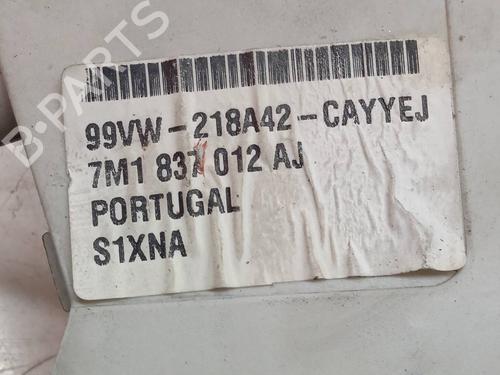 B-PARTS
99VW-218A42-CAYYEJ
7M1 837 012 AJ
PORTUGAL
S1XNA